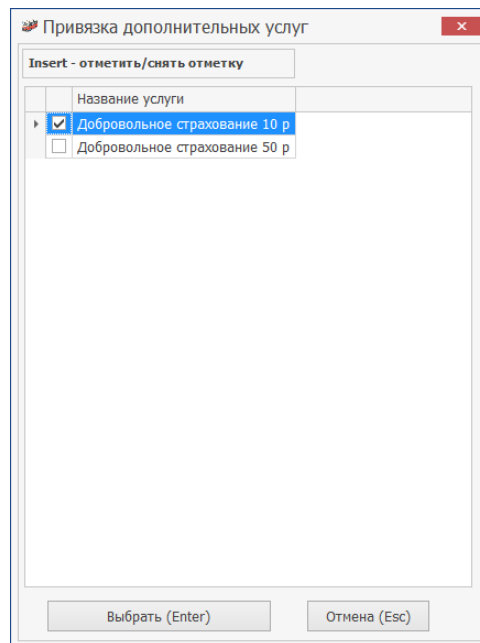 Привязка дополнительных услуг
Insert - отметить/снять отметку
Название услуги
Добровольное страхование 10 р
Добровольное страхование 50 р
Выбрать (Enter) Отмена (Esc)